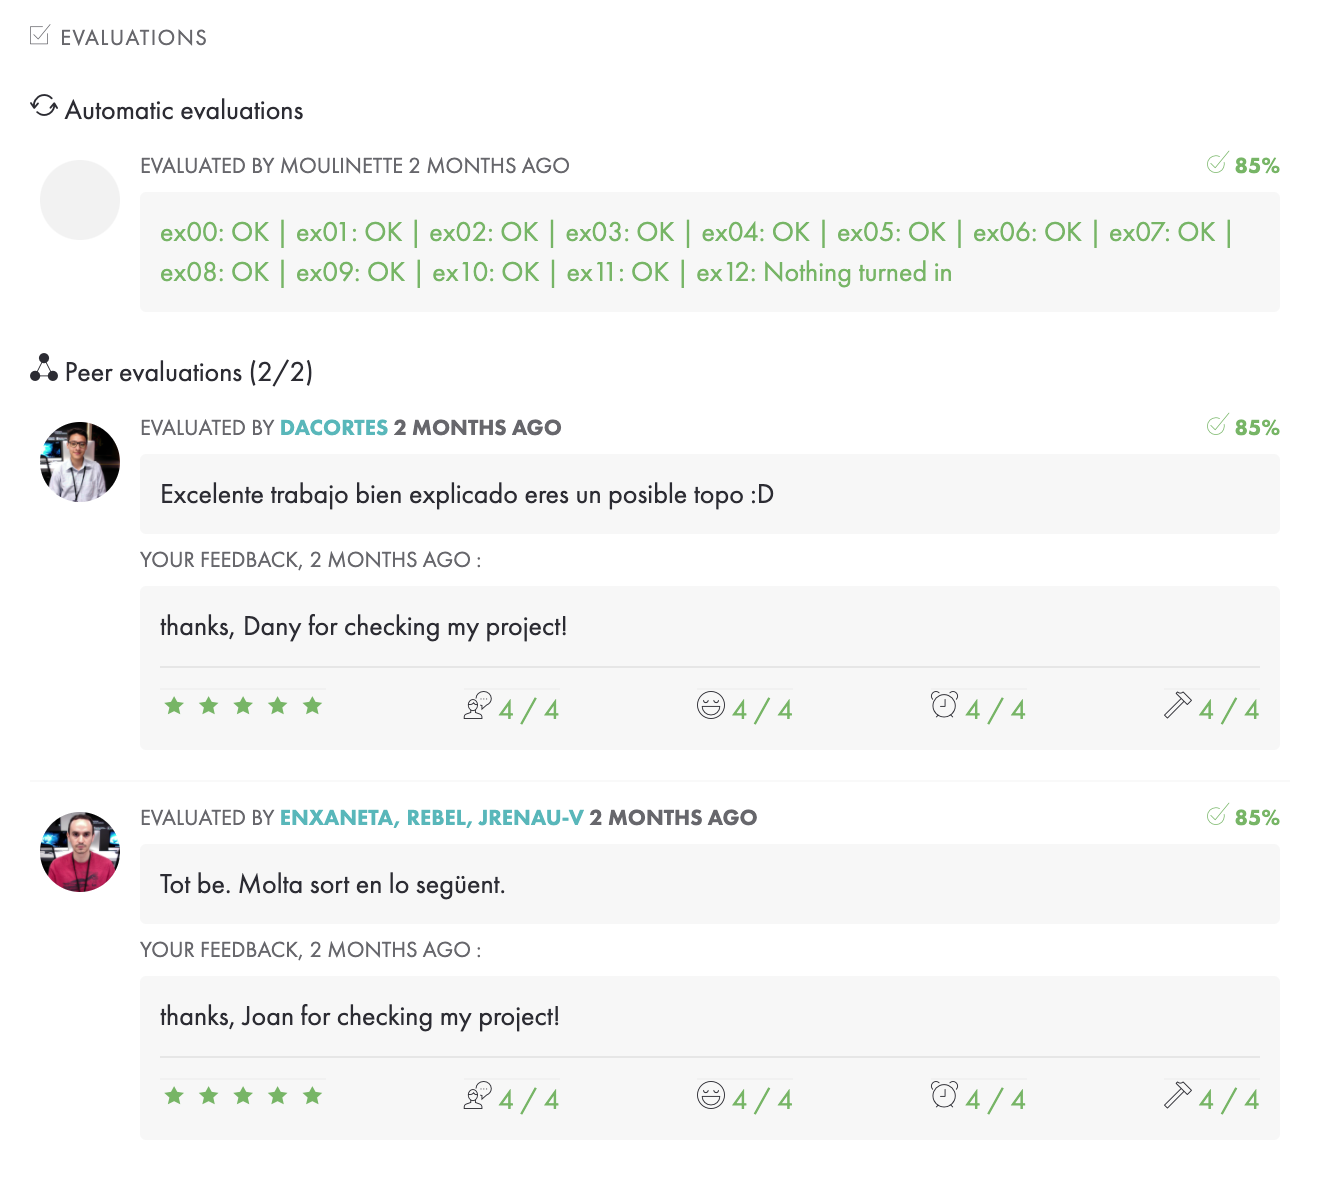 EVALUATIONS
Automatic evaluations
EVALUATED BY MOULINETTE 2 MONTHS AGO
85%
ex00: OK | ex01: OK | ex02: OK | ex03: OK | ex04: OK | ex05: OK | ex06: OK | ex07: OK |
ex08: OK | ex09: OK | ex10: OK | ex11: OK | ex12: Nothing turned in
Peer evaluations (2/2)
EVALUATED BY DACORTES 2 MONTHS AGO
85%
Excelente trabajo bien explicado eres un posible topo :D
YOUR FEEDBACK, 2 MONTHS AGO :
thanks, Dany for checking my project!
4 / 4 4 / 4 4 / 4 4 / 4
EVALUATED BY ENXANETA, REBEL, JRENAU-V 2 MONTHS AGO
85%
Tot be. Molta sort en lo següent.
YOUR FEEDBACK, 2 MONTHS AGO :
thanks, Joan for checking my project!
4 / 4 4 / 4 4 / 4 4 / 4